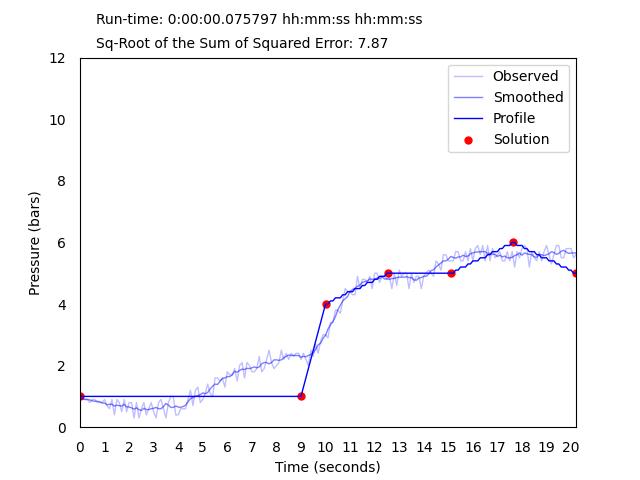 Run-time: 0:00:00.075797 hh:mm:ss hh:mm:ss
Sq-Root of the Sum of Squared Error: 7.87
12
10
8
6
4
2
0
Pressure (bars)
Observed
Smoothed
Profile
Solution
0 1 2 3 4 5 6 7 8 9 10 11 12 13 14 15 16 17 18 19 20
Time (seconds)